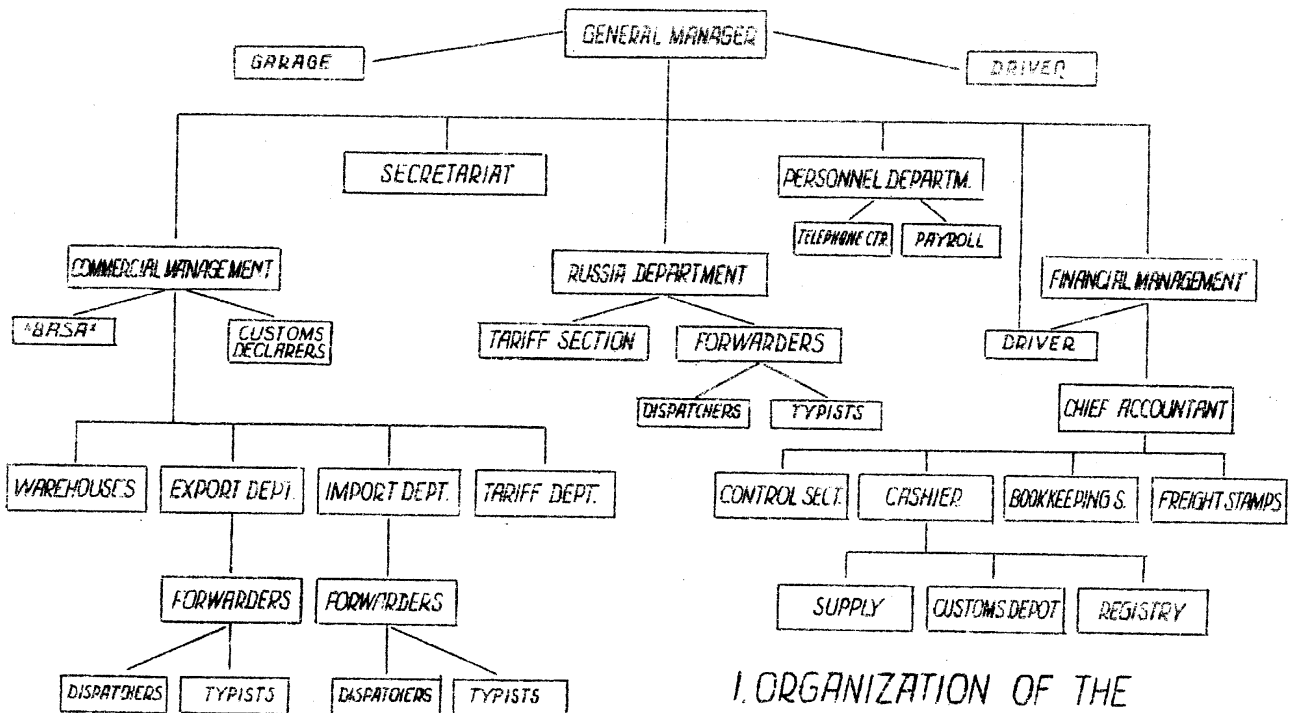 GENERAL MANAGER
GARAGE
DRIVER
SECRETARIAT
PERSONNEL DEPARTM.
TELEPHONE CTR.
PAYROLL
COMMERCIAL MANAGEMENT
RUSSIA DEPARTMENT
FINANCIAL MANAGEMENT
CUSTOMS
DECLARERS
TARIFF SECTION
FORWARDERS
DRIVER
DISPATCHERS
TYPISTS
CHIEF ACCOUNTANT
WAREHOUSES
EXPORT DEPT.
IMPORT DEPT.
TARIFF DEPT.
CONTROL SECT.
CASHIER
BOOKKEEPING S.
FREIGHT STAMPS
FORWARDERS
FORWARDERS
SUPPLY
CUSTOMS DEPOT
REGISTRY
DISPATCHERS
TYPISTS
DISPATCHERS
TYPISTS
I. ORGANIZATION OF THE